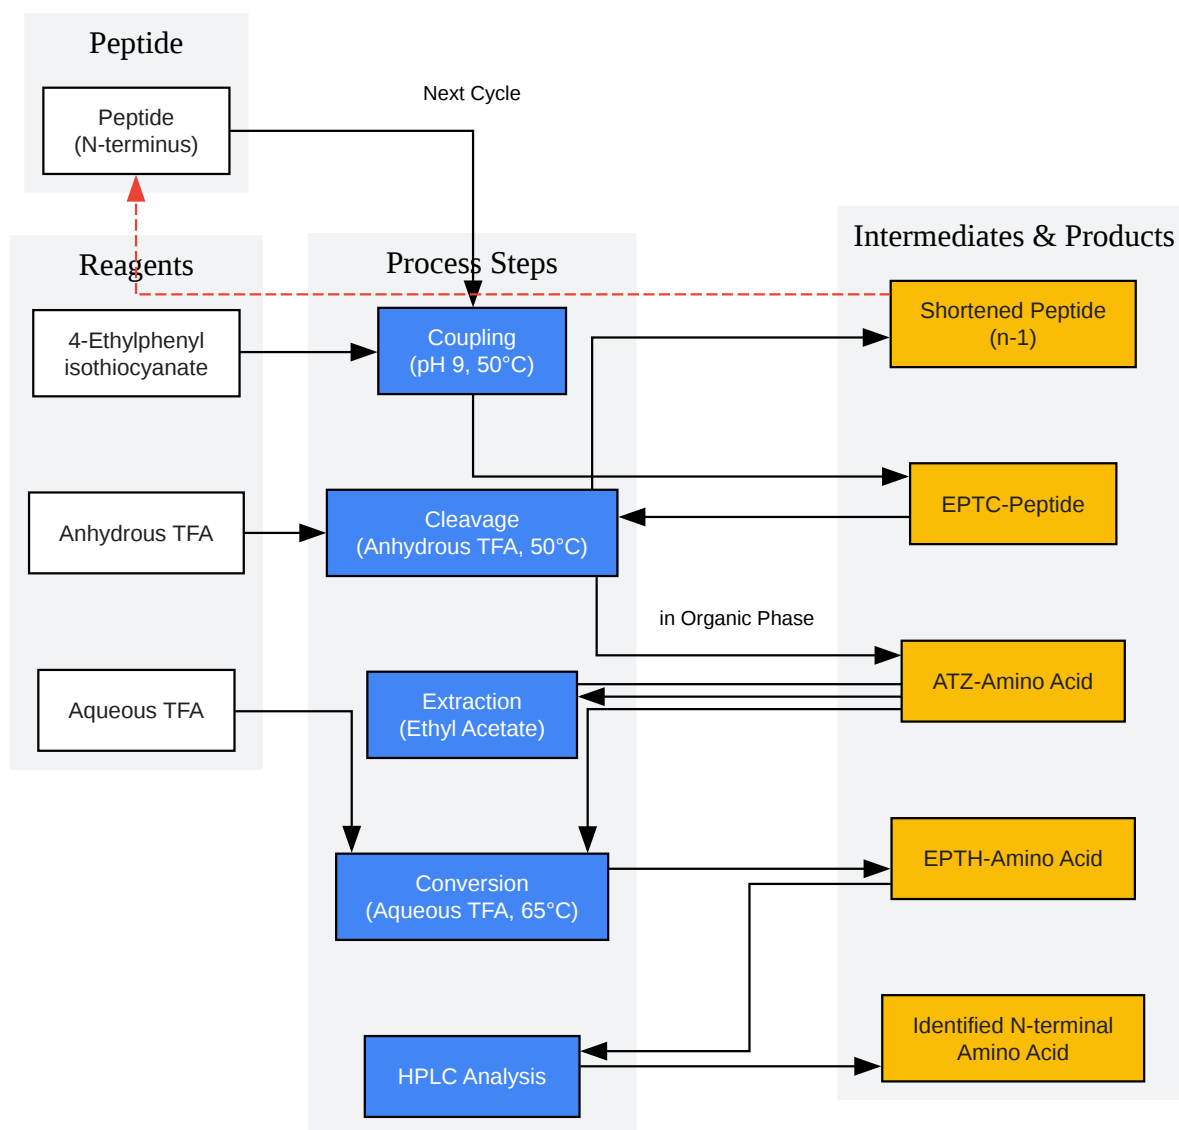 Peptide
Peptide
(N-terminus)
Next Cycle
Reagents
4-Ethylphenyl
isothiocyanate
Anhydrous TFA
Aqueous TFA
Process Steps
Coupling
(pH 9, 50°C)
Cleavage
(Anhydrous TFA, 50°C)
Extraction
(Ethyl Acetate)
Conversion
(Aqueous TFA, 65°C)
HPLC Analysis
in Organic Phase
Intermediates & Products
Shortened Peptide
(n-1)
EPTC-Peptide
ATZ-Amino Acid
EPTH-Amino Acid
Identified N-terminal
Amino Acid